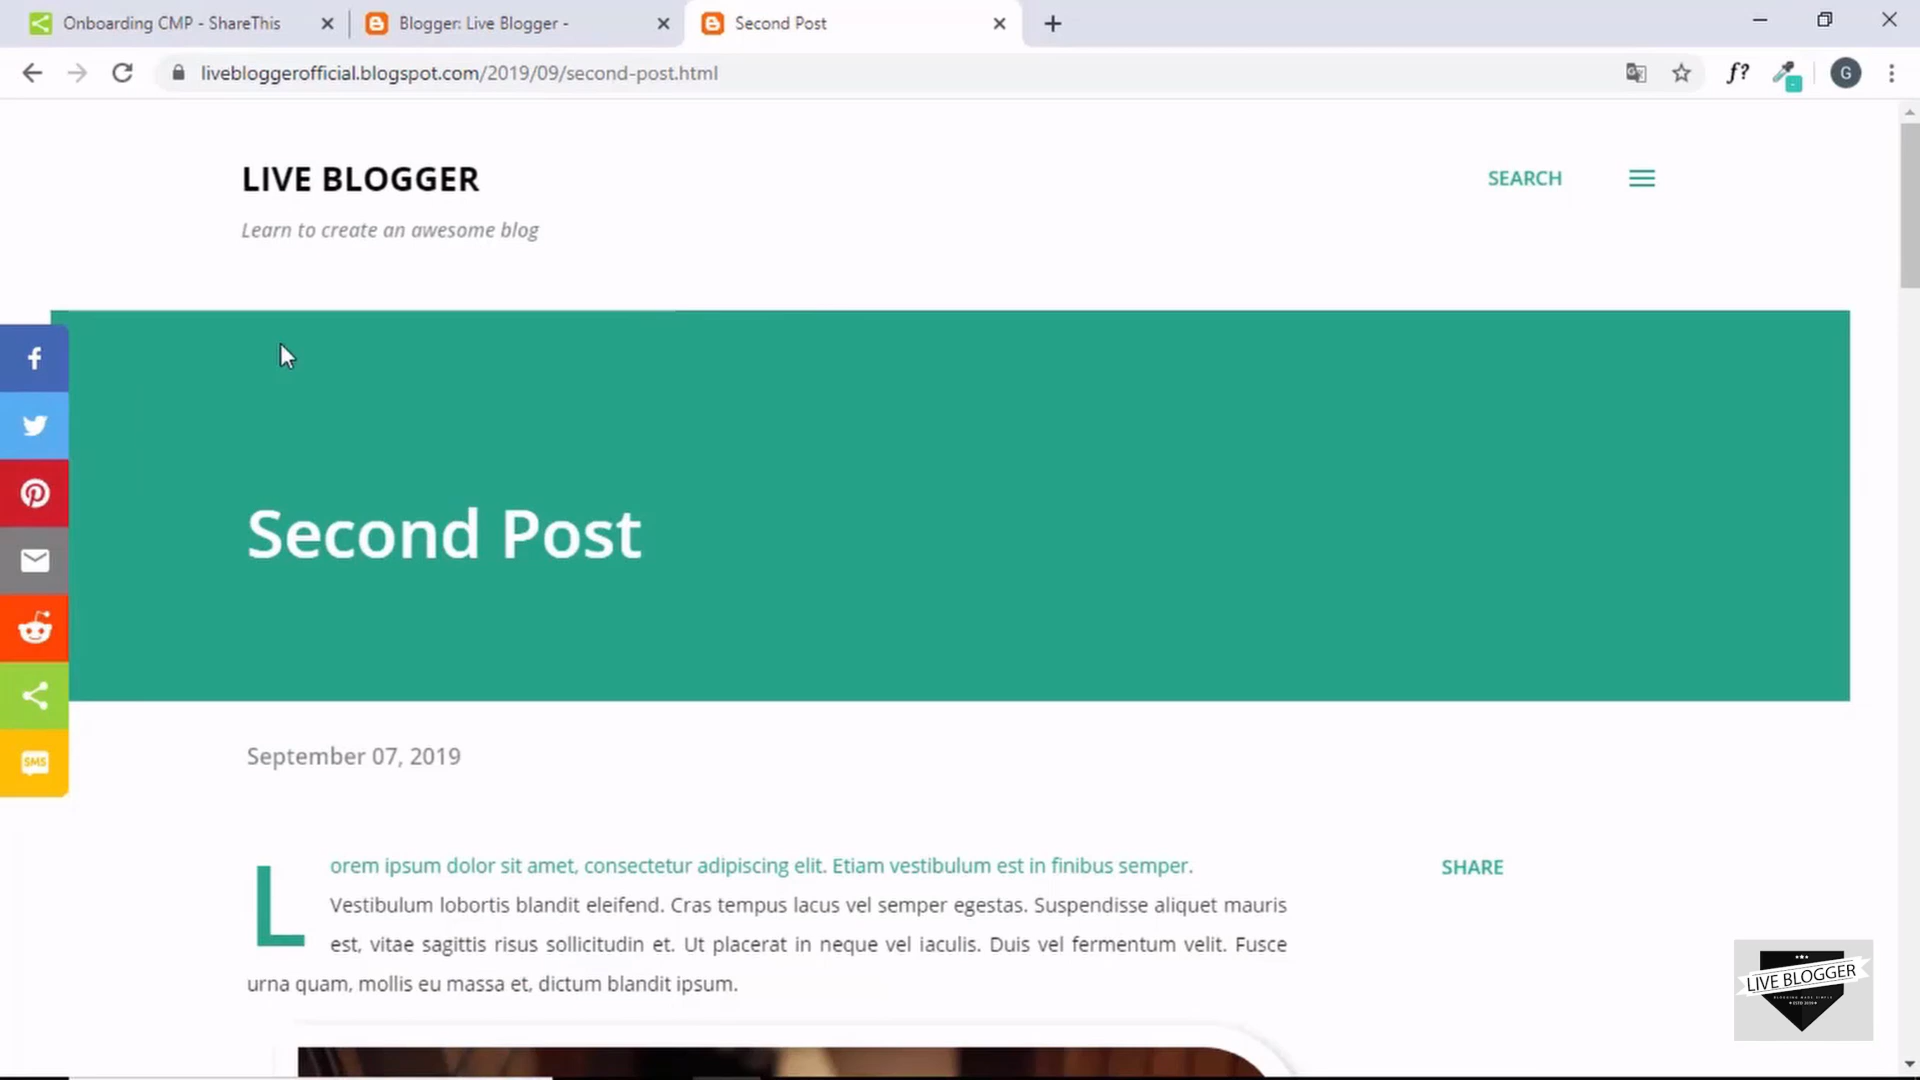 Onboarding CMP - ShareThis
Blogger: Live Blogger -
Second Post
livebloggerofficial.blogspot.com/2019/09/second-post.html
f?
G
LIVE BLOGGER
SEARCH
Learn to create an awesome blog
Second Post
SMS
September 07, 2019
Lorem ipsum dolor sit amet, consectetur adipiscing elit. Etiam vestibulum est in finibus semper.
SHARE
Vestibulum lobortis blandit eleifend. Cras tempus lacus vel semper egestas. Suspendisse aliquet mauris
est, vitae sagittis risus sollicitudin et. Ut placerat in neque vel iaculis. Duis vel fermentum velit. Fusce
urna quam, mollis eu massa et, dictum blandit ipsum.
LIVE BLOGGER